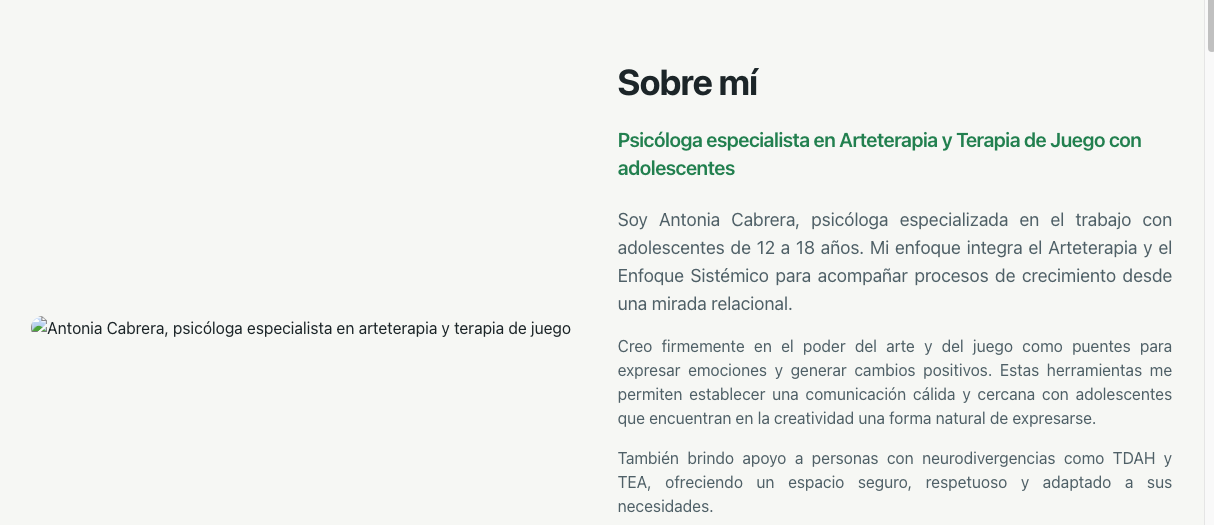 Sobre mí
Psicóloga especialista en Arteterapia y Terapia de Juego con
adolescentes
Soy Antonia Cabrera, psicóloga especializada en el trabajo con
adolescentes de 12 a 18 años. Mi enfoque integra el Arteterapia y el
Enfoque Sistémico para acompañar procesos de crecimiento desde
una mirada relacional.
Antonia Cabrera, psicóloga especialista en arteterapia y terapia de juego
Creo firmemente en el poder del arte y del juego como puentes para
expresar emociones y generar cambios positivos. Estas herramientas me
permiten establecer una comunicación cálida y cercana con adolescentes
que encuentran en la creatividad una forma natural de expresarse.
También brindo apoyo a personas con neurodivergencias como TDAH y
TEA, ofreciendo un espacio seguro, respetuoso y adaptado a sus
necesidades.